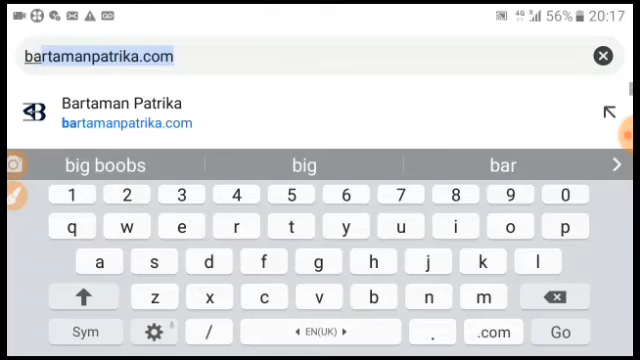 56% 20:17
bartamanpatrika.com
Bartaman Patrika
bartamanpatrika.com
big boobs big bar
1 2 3 4 5 6 7 8 9 0
q w e r t y u i o p
a s d f g h j k l
z x c v b n m
Sym / EN(UK) . .com Go